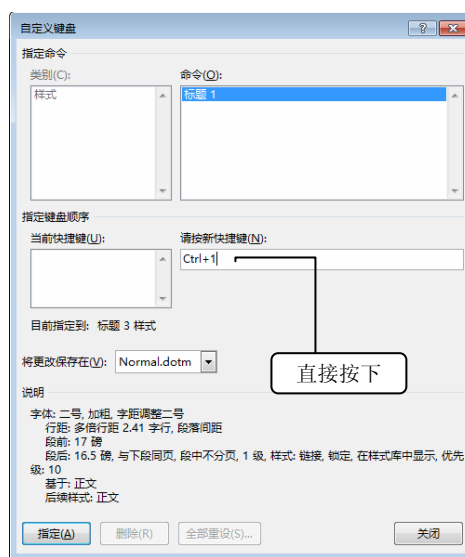 自定义键盘
指定命令
类别(C):
命令(O):
样式
标题 1
指定键盘顺序
当前快捷键(U):
请按新快捷键(N):
Ctrl+1
目前指定到: 标题 3 样式
将更改保存在(V): Normal.dotm
直接按下
说明
字体: 二号, 加粗, 字距调整二号
行距: 多倍行距 2.41 字行, 段落间距
段前: 17 磅
段后: 16.5 磅, 与下段同页, 段中不分页, 1 级, 样式: 链接, 锁定, 在样式库中显示, 优先
级: 10
基于: 正文
后续样式: 正文
指定(A)
删除(R)
全部重设(S)...
关闭